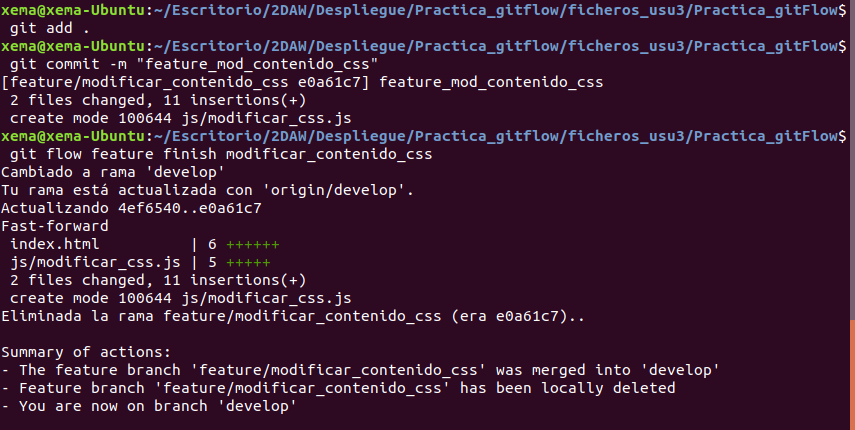 xema@xema-Ubuntu:~/Escritorio/2DAW/Despliegue/Practica_gitflow/ficheros_usu3/Practica_gitFlow$
 git add .
xema@xema-Ubuntu:~/Escritorio/2DAW/Despliegue/Practica_gitflow/ficheros_usu3/Practica_gitFlow$
 git commit -m "feature_mod_contenido_css"
[feature/modificar_contenido_css e0a61c7] feature_mod_contenido_css
 2 files changed, 11 insertions(+)
 create mode 100644 js/modificar_css.js
xema@xema-Ubuntu:~/Escritorio/2DAW/Despliegue/Practica_gitflow/ficheros_usu3/Practica_gitFlow$
 git flow feature finish modificar_contenido_css
Cambiado a rama 'develop'
Tu rama está actualizada con 'origin/develop'.
Actualizando 4ef6540..e0a61c7
Fast-forward
 index.html          | 6 ++++++
 js/modificar_css.js | 5 +++++
 2 files changed, 11 insertions(+)
 create mode 100644 js/modificar_css.js
Eliminada la rama feature/modificar_contenido_css (era e0a61c7)..

Summary of actions:
- The feature branch 'feature/modificar_contenido_css' was merged into 'develop'
- Feature branch 'feature/modificar_contenido_css' has been locally deleted
- You are now on branch 'develop'